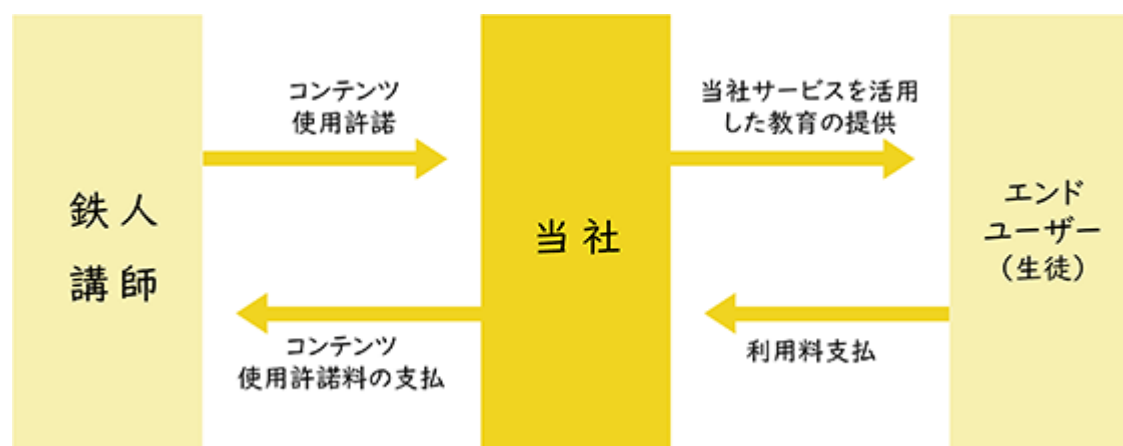 鉄人
講師
コンテンツ
使用許諾
コンテンツ
使用許諾料の支払
当社
当社サービスを活用
した教育の提供
利用料支払
エンド
ユーザー
（生徒）